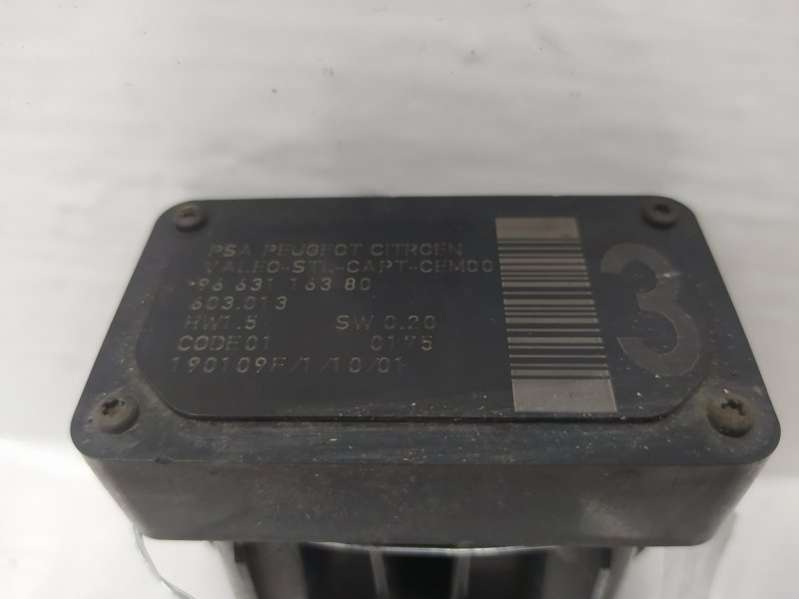 PSA PEUGEOT CITROEN
VALEO-STL-CAPT-CEM00
96 631 163 80
603.013
HW1.5 SW 0.20
CODE01 0175
190109F/1/10/01
3